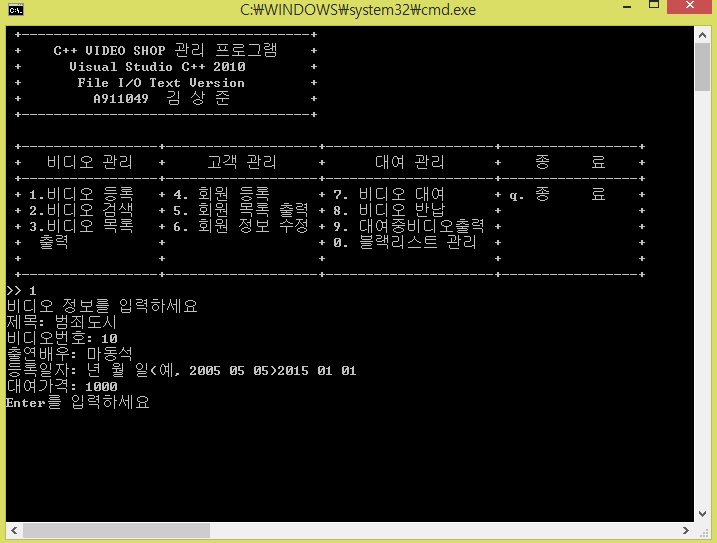 C:₩WINDOWS₩system32₩cmd.exe
+---------------------------------+
+ C++ VIDEO SHOP 관리 프로그램 +
+ Visual Studio C++ 2010 +
+ File I/O Text Version +
+ A911049 김 상 준 +
+---------------------------------+
+----------------+------------------+--------------------+----------------+
+ 비디오 관리 + 고객 관리 + 대여 관리 + 종 료 +
+----------------+------------------+--------------------+----------------+
+ 1.비디오 등록 + 4. 회원 등록 + 7. 비디오 대여 + q. 종 료 +
+ 2.비디오 검색 + 5. 회원 목록 출력 + 8. 비디오 반납 + +
+ 3.비디오 목록 + 6. 회원 정보 수정 + 9. 대여중비디오출력 + +
+ 출력 + + 0. 블랙리스트 관리 + +
+ + + + +
+----------------+------------------+--------------------+----------------+
>> 1
비디오 정보를 입력하세요
제목: 범죄도시
비디오번호: 10
출연배우: 마동석
등록일자: 년 월 일(예, 2005 05 05)2015 01 01
대여가격: 1000
Enter를 입력하세요